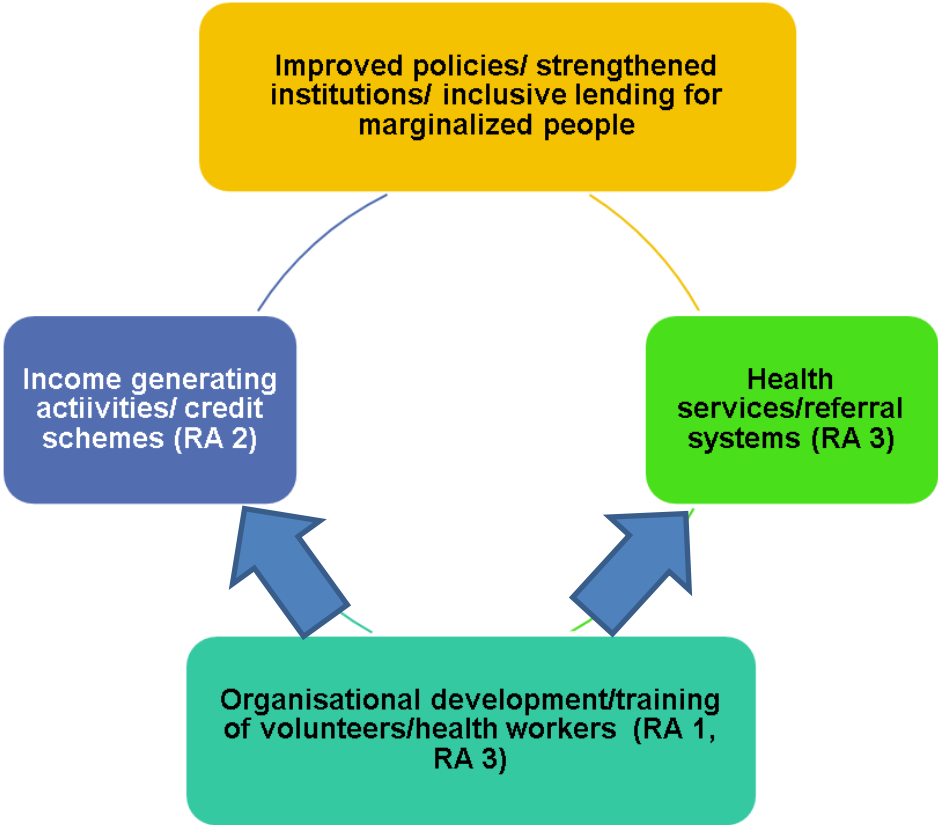 Improved policies/ strengthened
institutions/ inclusive lending for
marginalized people
Income generating
actiivities/ credit
schemes (RA 2)
Health
services/referral
systems (RA 3)
Organisational development/training
of volunteers/health workers  (RA 1,
RA 3)